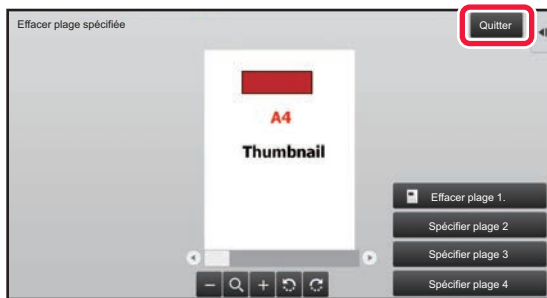 Effacer plage spécifiée
Quitter
A4
Thumbnail
Effacer plage 1.
Spécifier plage 2
Spécifier plage 3
Spécifier plage 4